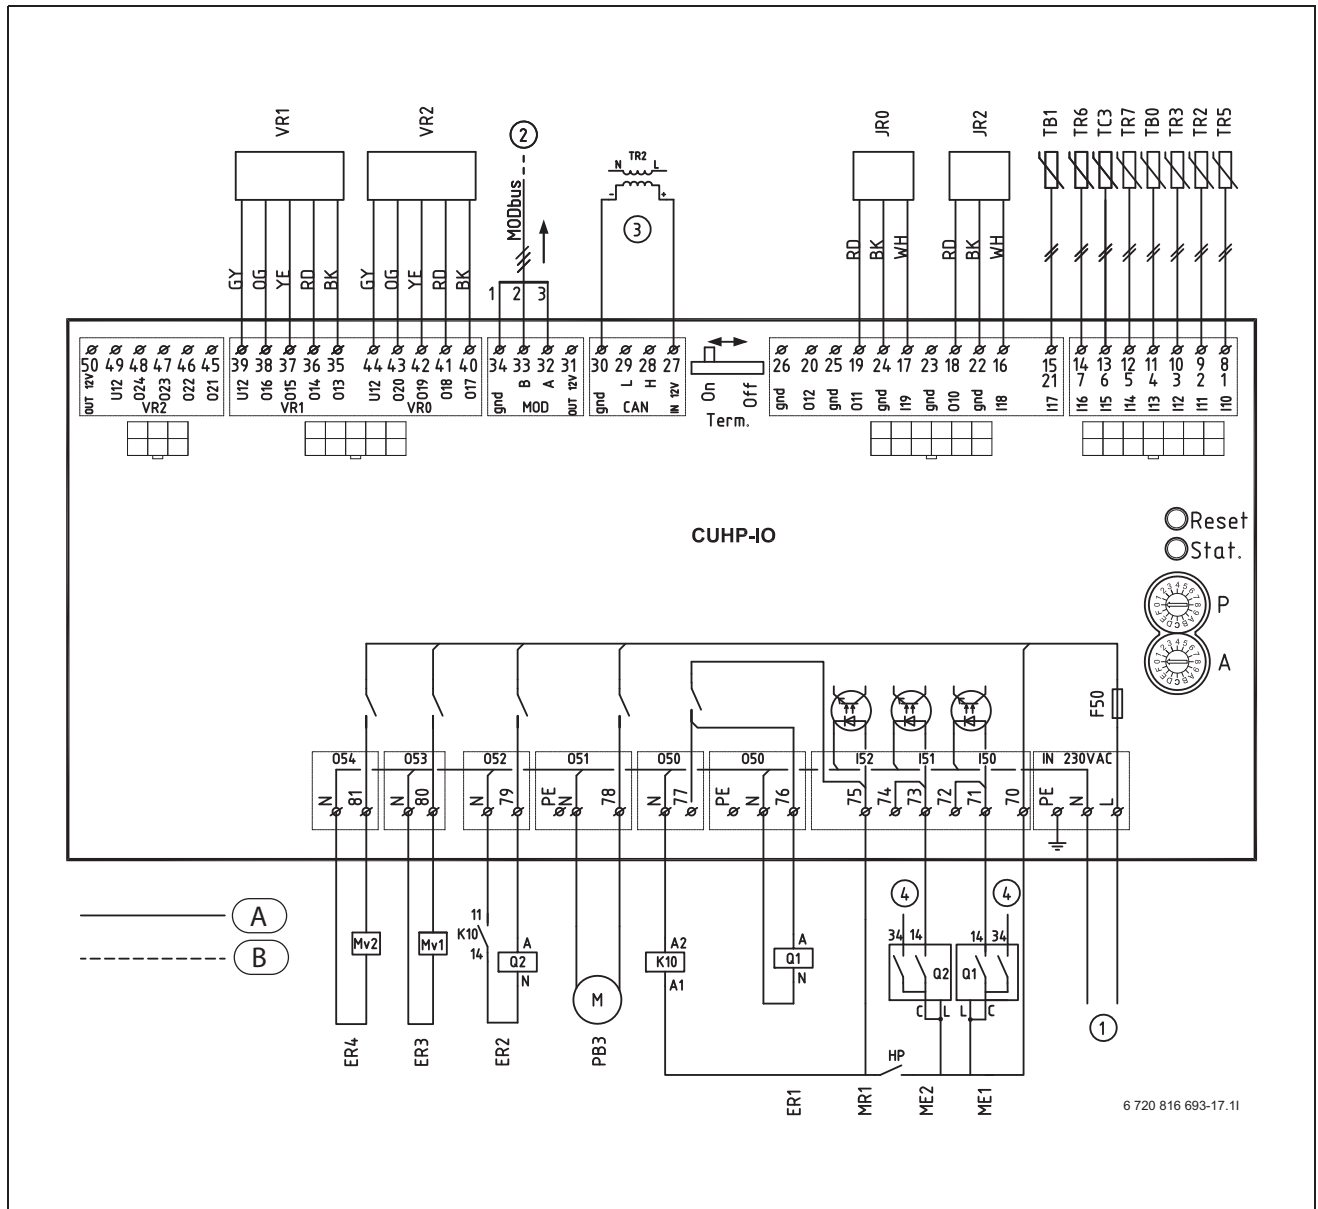 VR1 VR2 2 JR0 JR2 TB1 TR6 TC3 TR7 TB0 TR3 TR2 TR5
N TR2 L
- +
MODbus
3
GY OG YE RD BK GY OG YE RD BK
RD BK WH RD BK WH
1 2 3
50 49 48 47 46 45 39 38 37 36 35 44 43 42 41 40 34 33 32 31 30 29 28 27 26 20 25 19 24 17 23 18 22 16 15 14 13 12 11 10 9 8
21 7 6 5 4 3 2 1
OUT 12V U12 O24 O23 O22 O21 U12 O16 O15 O14 O13 U12 O20 O19 O18 O17 gnd B A OUT 12V gnd L H IN 12V gnd O12 gnd O11 gnd I19 gnd O10 gnd I18 I17 I16 I15 I14 I13 I12 I11 I10
VR2 VR1 VR0 MOD CAN
On Off
Term.
CUHP-IO
Reset
Stat.
P
A
F50
O54 O53 O52 O51 O50 O50 I52 I51 I50 IN 230VAC
N 81 N 80 N 79 PE N 78 N 77 PE N 76 75 74 73 72 71 70 PE N L
A
B
4 4
11
K10
14
34 14 14 34
Mv2 Mv1
A
Q2
N
A2
K10
A1
A
Q1
N
Q2 Q1
C L L C
M
1
HP
ER4 ER3 ER2 PB3 ER1 MR1 ME2 ME1
6 720 816 693-17.1I